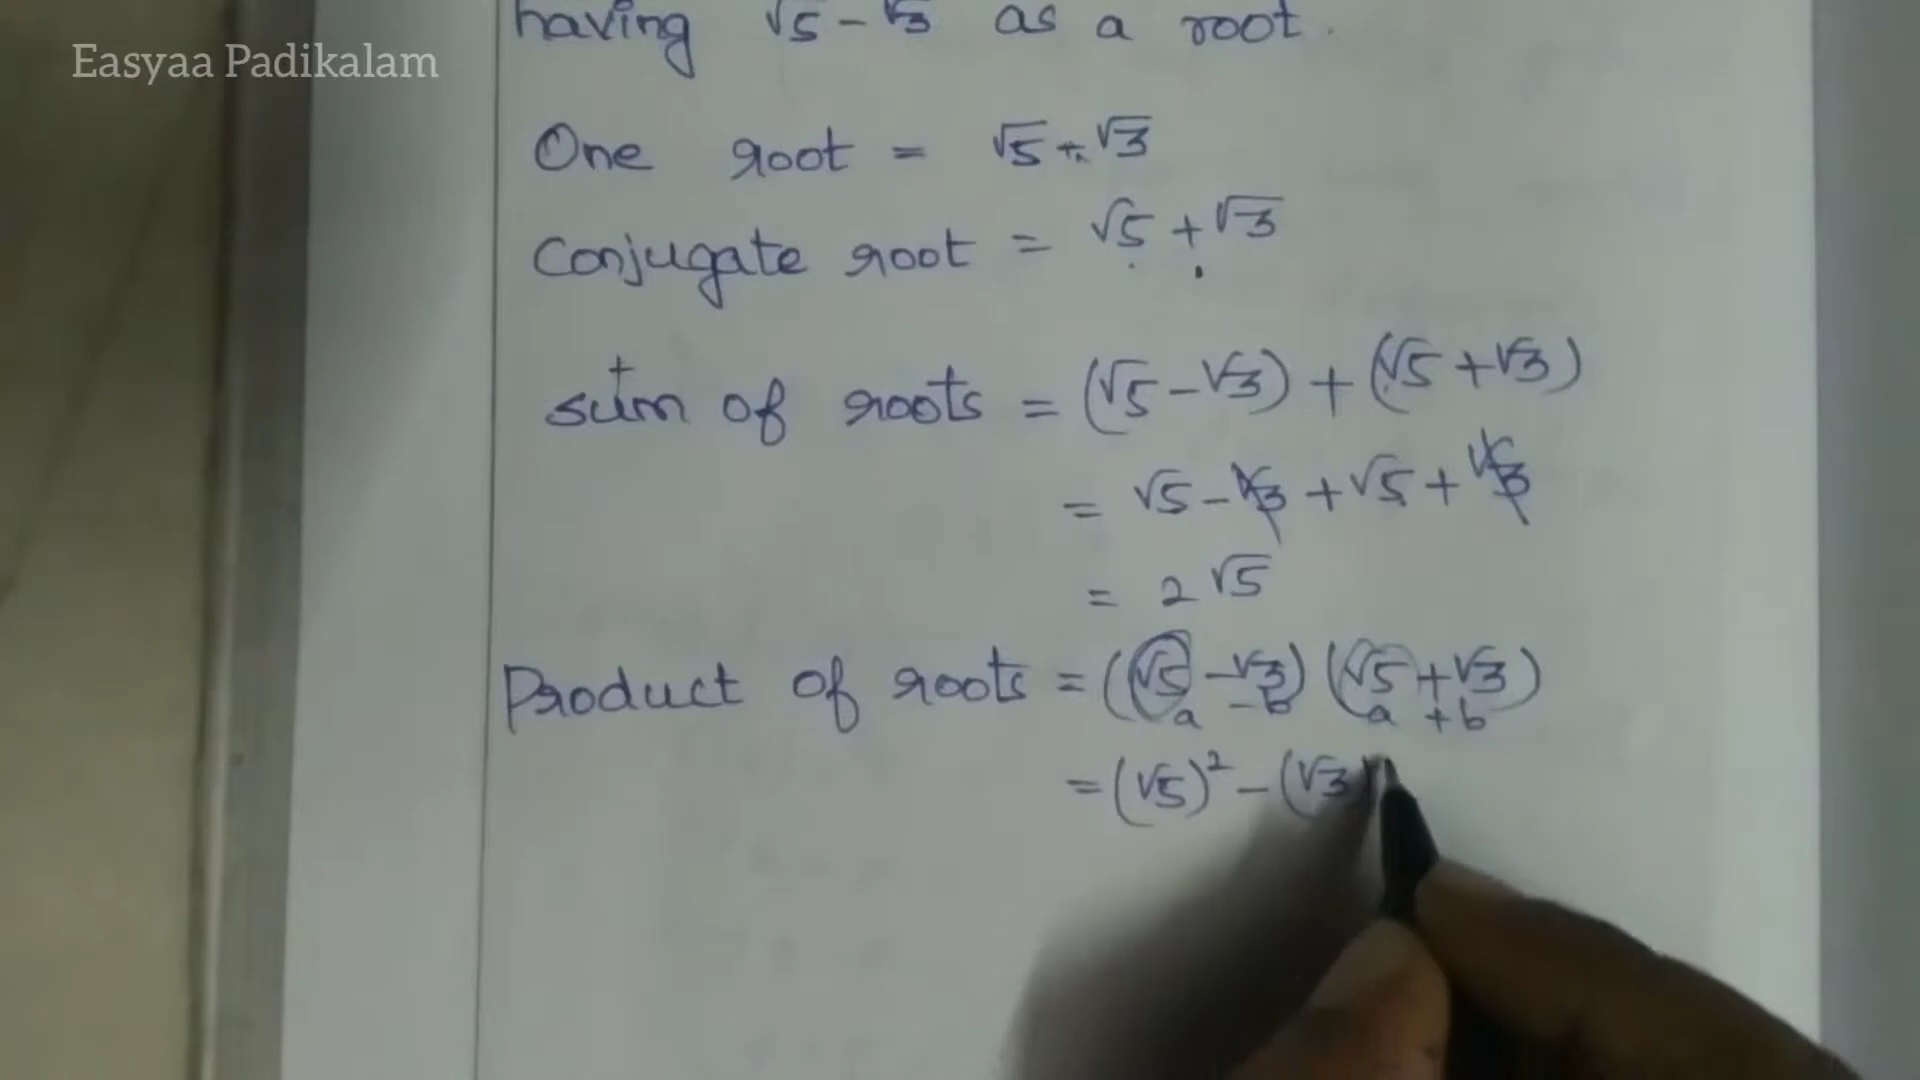 having √5 - √3 as a root.
Easyaa Padikalam
One root = √5 + √3
Conjugate root = √5 + √3
+
sum of roots = (√5 - √3) + (√5 + √3)
= √5 - √3 + √5 + √3
= 2√5
Product of roots = (√5 - √3) (√5 + √3)
a - b a + b
= (√5)² - (√3)